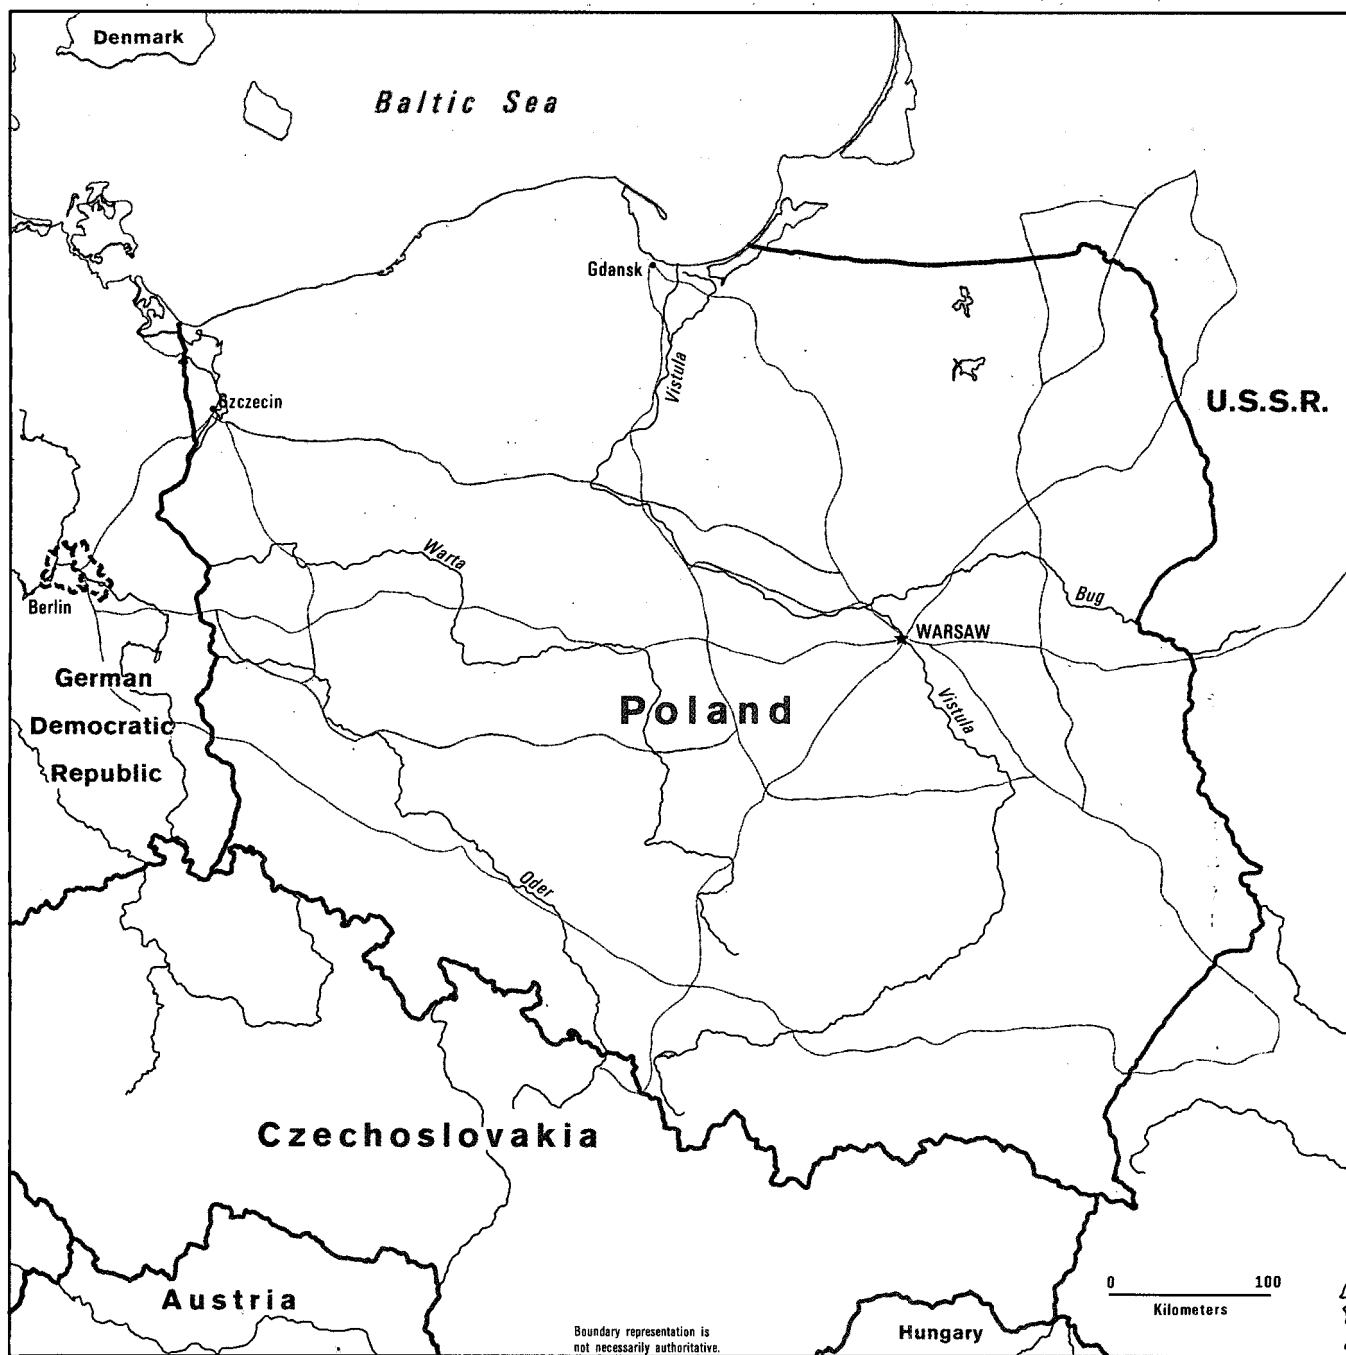 Denmark
Baltic Sea
Gdansk
Vistula
Szczecin
U.S.S.R.
Warta
Berlin
Bug
WARSAW
German
Democratic
Republic
Poland
Vistula
Oder
Czechoslovakia
Austria
0 100
Kilometers
Hungary
Boundary representation is
not necessarily authoritative.